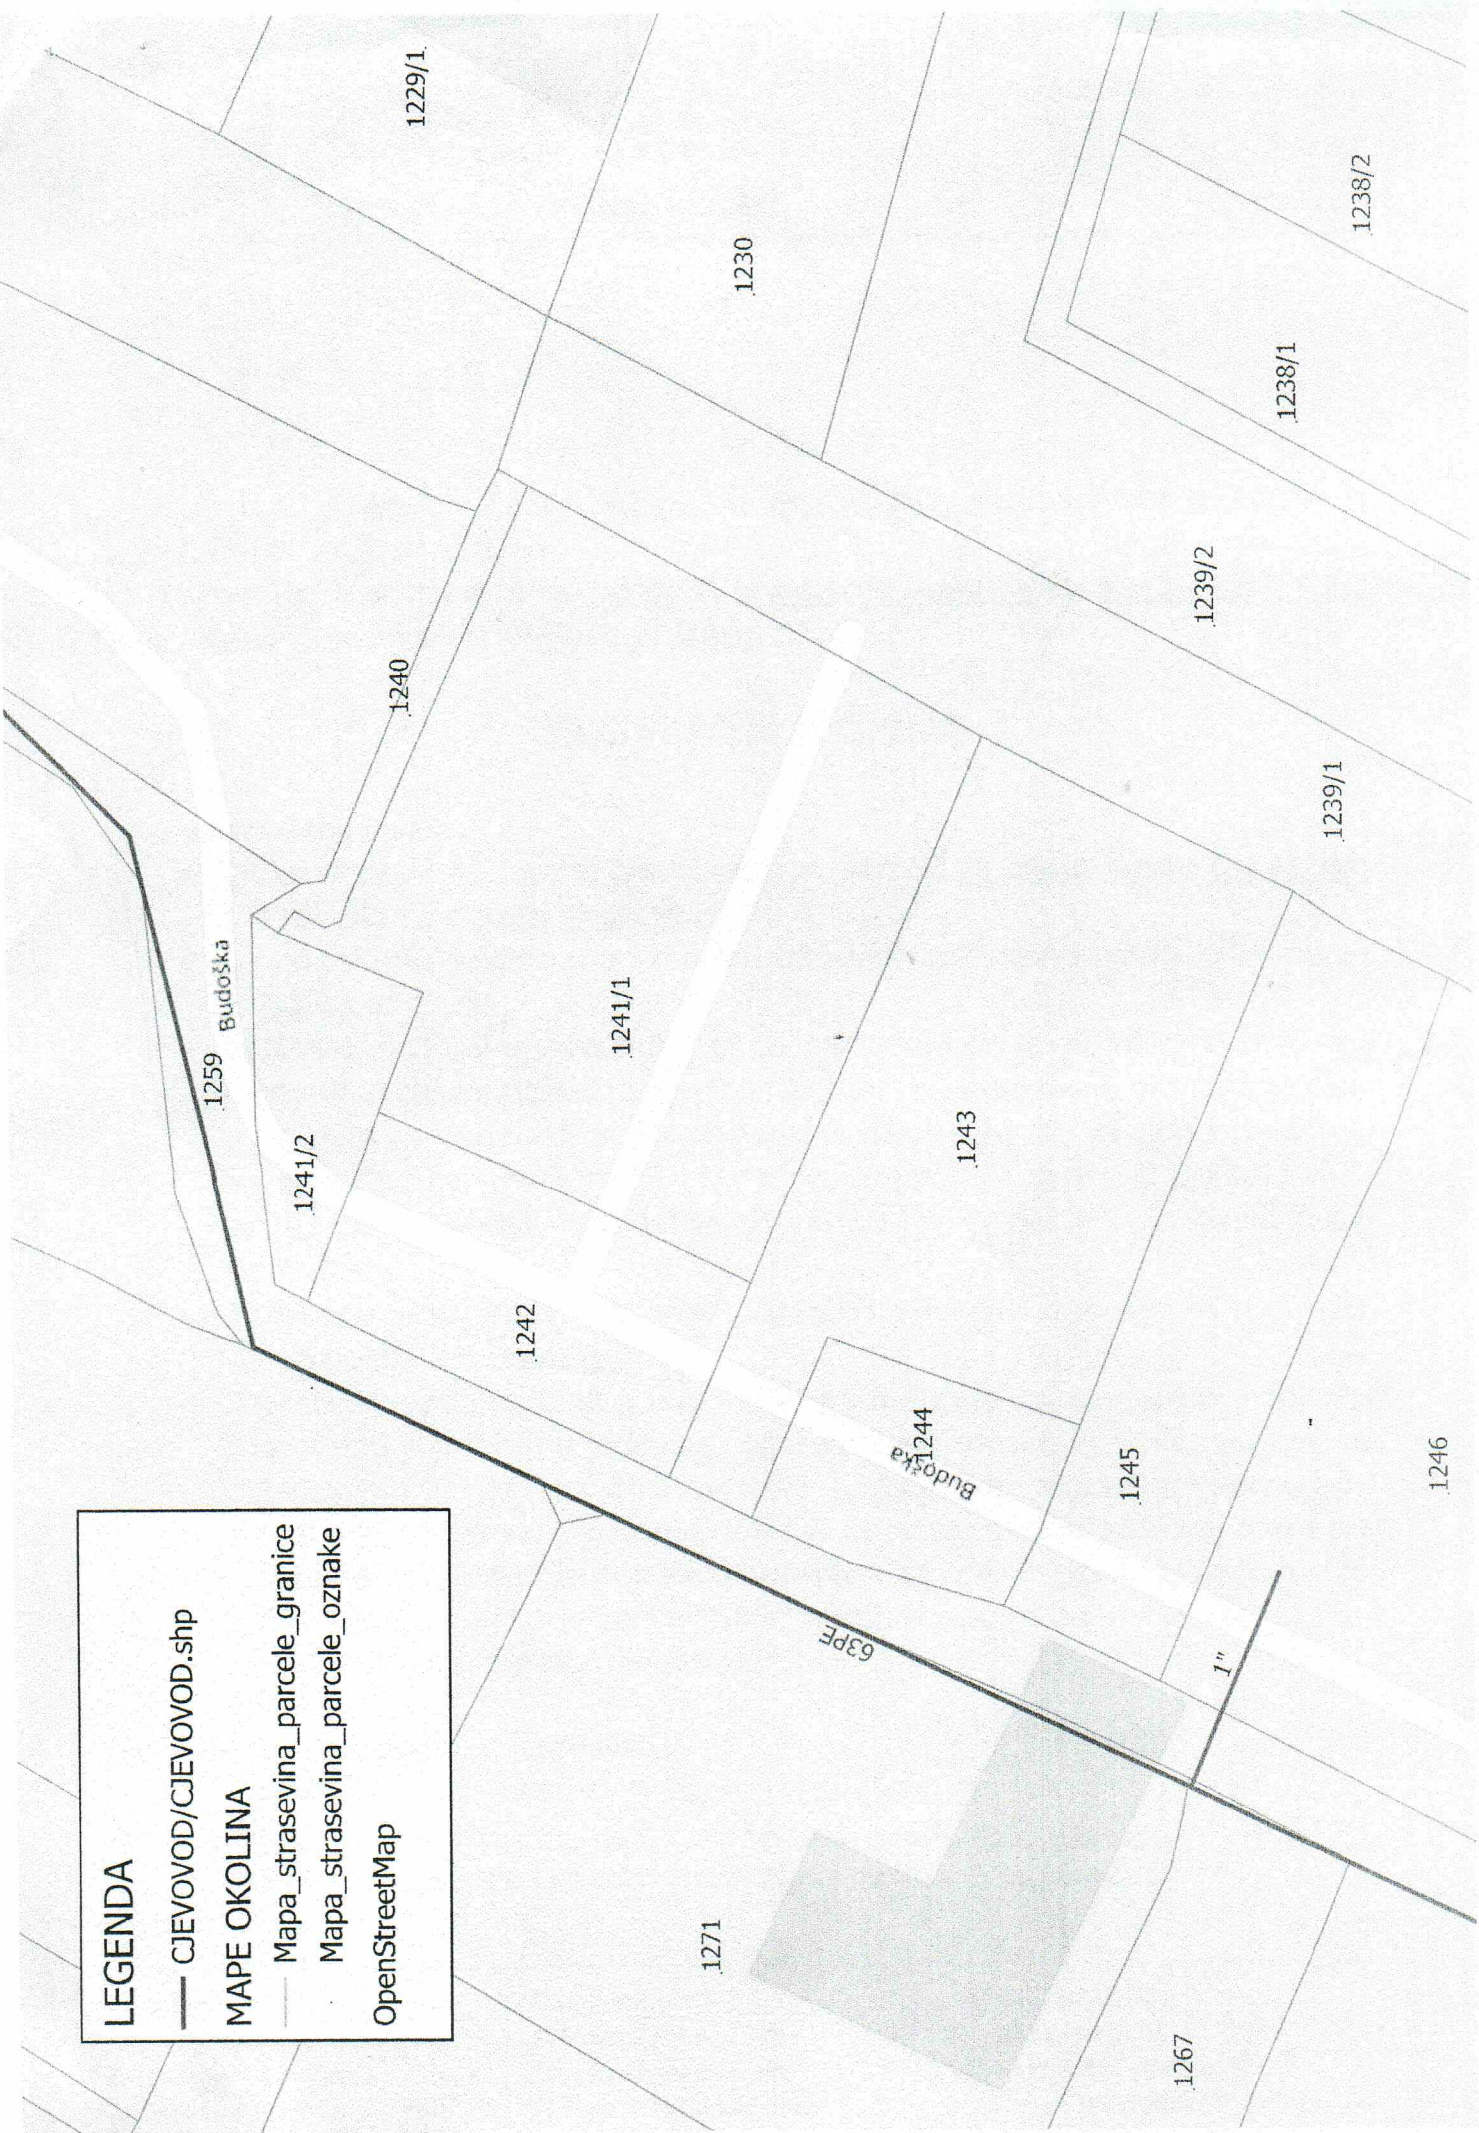 LEGENDA
CJEVOVOD/CJEVOVOD.shp
MAPE OKOLINA
Mapa_strasevina_parcele_granice
Mapa_strasevina_parcele_oznake
OpenStreetMap
1229/1
1230
1238/2
1238/1
1239/2
1239/1
1240
Budoška
1259
1241/2
1241/1
1242
1243
1244
Budoška
1245
1246
63PE
1"
1271
1267